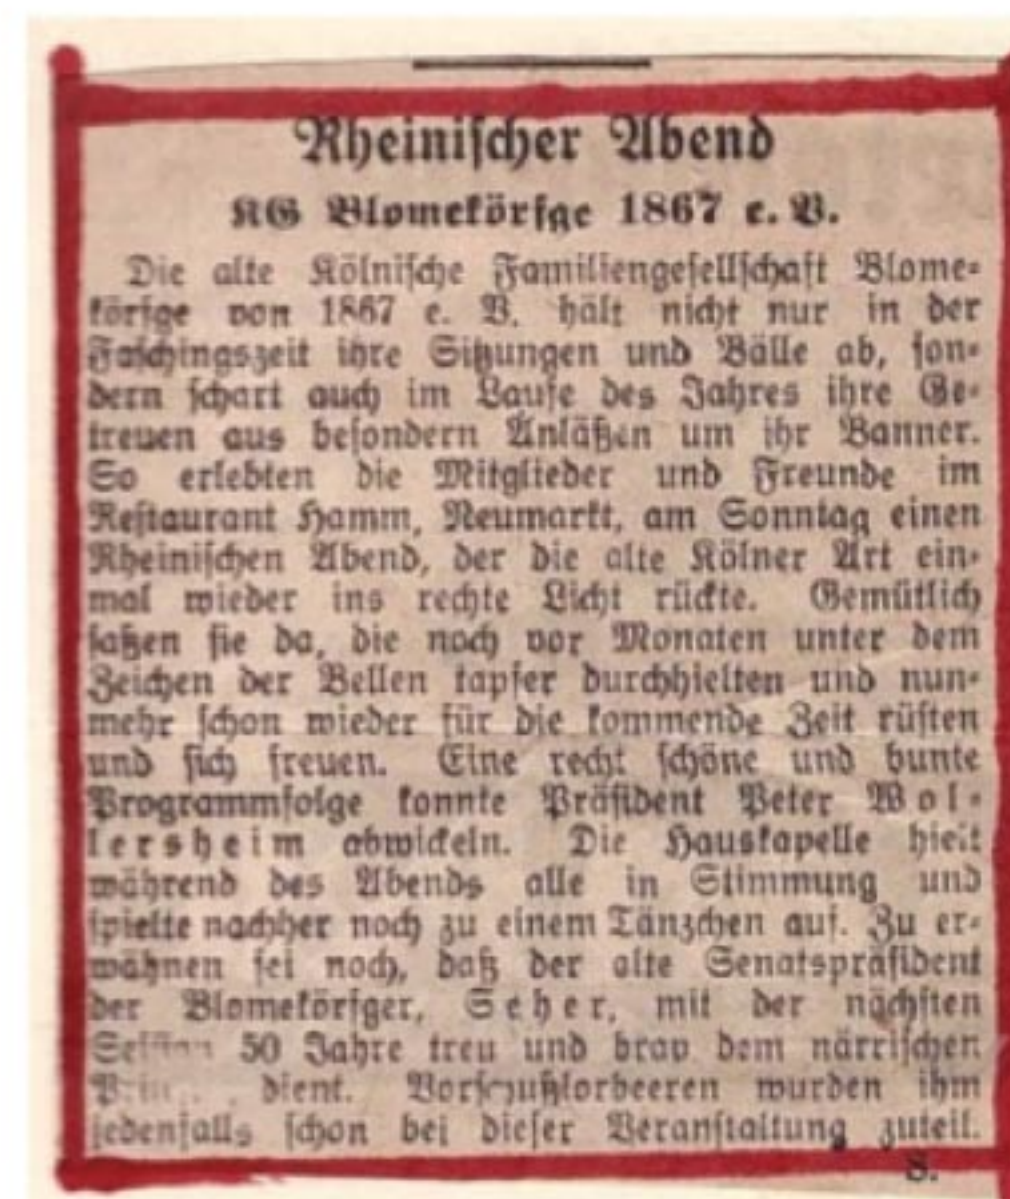 Rheinischer Abend
KG Blomekörfge 1867 e. V.
Die alte Kölnische Familiengesellschaft Blome-
körfge von 1867 e. V. hält nicht nur in der
Faschingszeit ihre Sitzungen und Bälle ab, son-
dern schart auch im Laufe des Jahres ihre Ge-
treuen aus besondern Anläßen um ihr Banner.
So erlebten die Mitglieder und Freunde im
Restaurant Hamm, Neumarkt, am Sonntag einen
Rheinischen Abend, der die alte Kölner Art ein-
mal wieder ins rechte Licht rückte. Gemütlich
saßen sie da, die noch vor Monaten unter dem
Zeichen der Bellen tapfer durchhielten und nun-
mehr schon wieder für die kommende Zeit rüsten
und sich freuen. Eine recht schöne und bunte
Programmfolge konnte Präsident Peter Wol-
lersheim abwickeln. Die Hauskapelle hielt
während des Abends alle in Stimmung und
spielte nachher noch zu einem Tänzchen auf. Zu er-
wähnen sei noch, daß der alte Senatspräsident
der Blomekörfger, Seher, mit der nächsten
Session 50 Jahre treu und brav dem närrischen
dient. Vorschußlorbeeren wurden ihm
jedenfalls schon bei dieser Veranstaltung zuteil.
S.